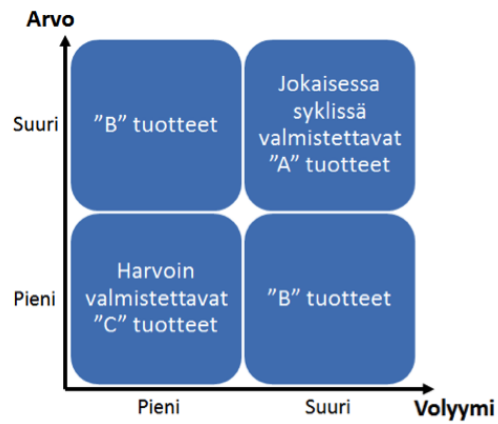 Arvo
Suuri
”B” tuotteet
Jokaisessa
syklissä
valmistettavat
”A” tuotteet
Pieni
Harvoin
valmistettavat
”C” tuotteet
”B” tuotteet
Pieni
Suuri
Volyymi